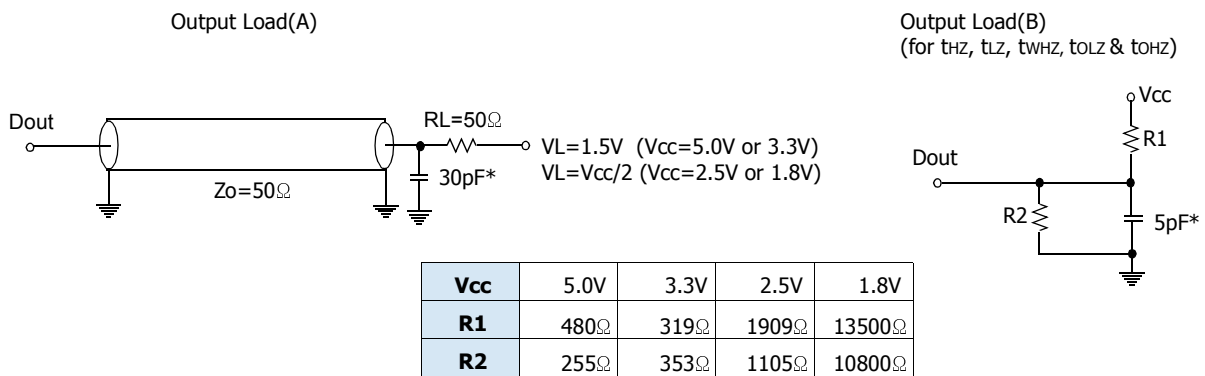 Output Load(A)
Output Load(B)
(for tHZ, tLZ, tWHZ, tOLZ & tOHZ)
Dout
Zo=50Ω
RL=50Ω
30pF*
VL=1.5V (Vcc=5.0V or 3.3V)
VL=Vcc/2 (Vcc=2.5V or 1.8V)
Vcc
R1
Dout
R2
5pF*
Vcc 5.0V 3.3V 2.5V 1.8V
R1 480Ω 319Ω 1909Ω 13500Ω
R2 255Ω 353Ω 1105Ω 10800Ω